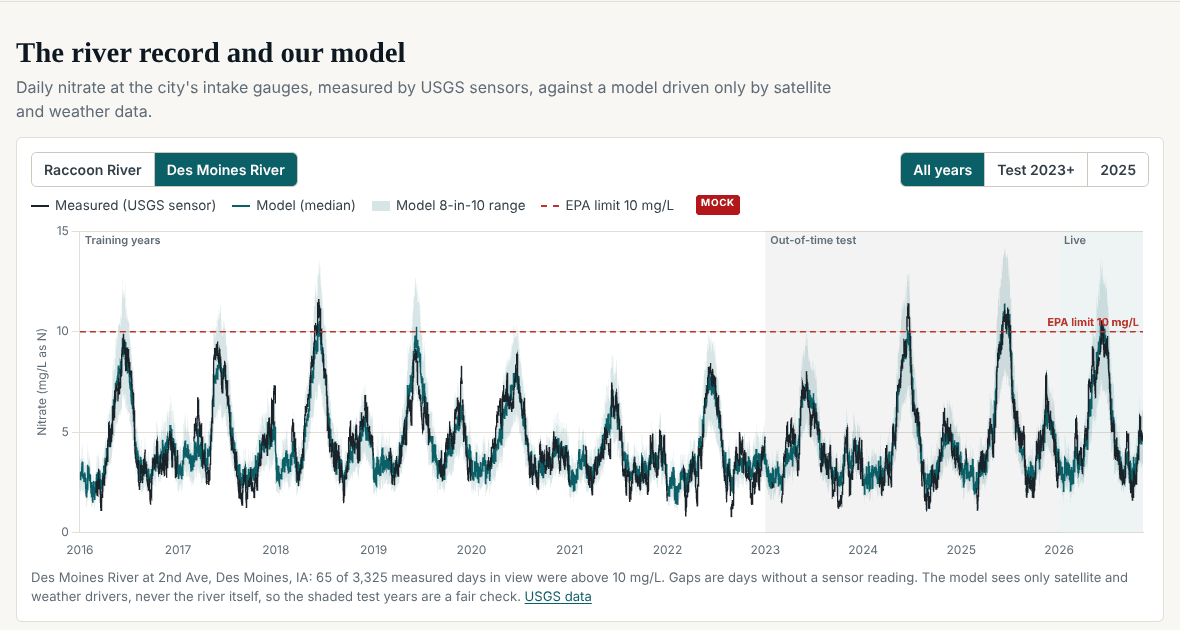 The river record and our model
Daily nitrate at the city's intake gauges, measured by USGS sensors, against a model driven only by satellite
and weather data.
Raccoon River Des Moines River All years Test 2023+ 2025
Measured (USGS sensor) Model (median) Model 8-in-10 range EPA limit 10 mg/L MOCK
15
Training years Out-of-time test Live
EPA limit 10 mg/L
10
Nitrate (mg/L as N)
5
0
2016 2017 2018 2019 2020 2021 2022 2023 2024 2025 2026
Des Moines River at 2nd Ave, Des Moines, IA: 65 of 3,325 measured days in view were above 10 mg/L. Gaps are days without a sensor reading. The model sees only satellite and
weather drivers, never the river itself, so the shaded test years are a fair check. USGS data